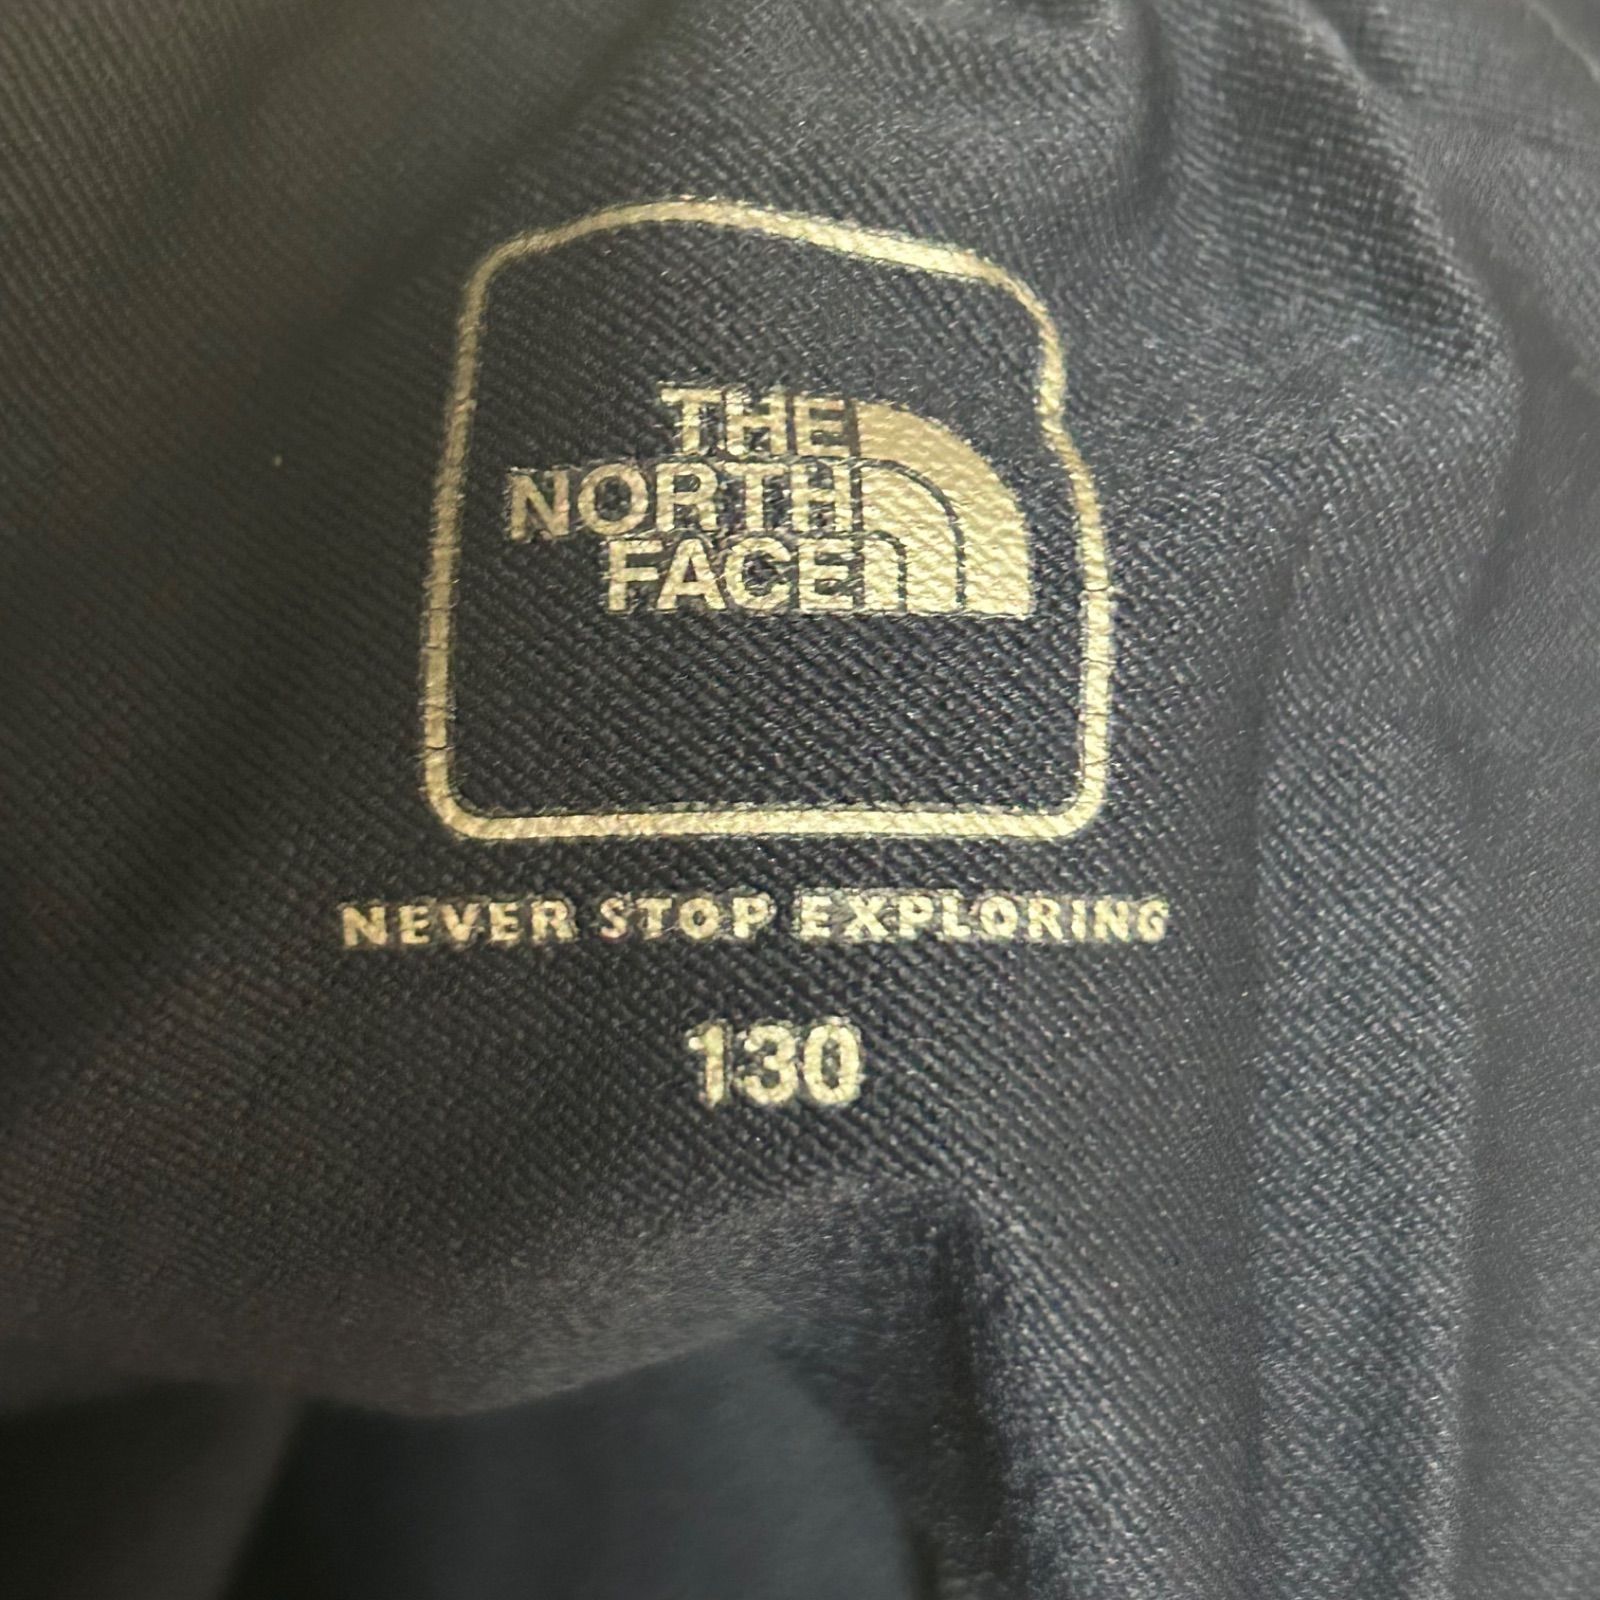 THE
NORTH
FACE
NEVER STOP EXPLORING
130